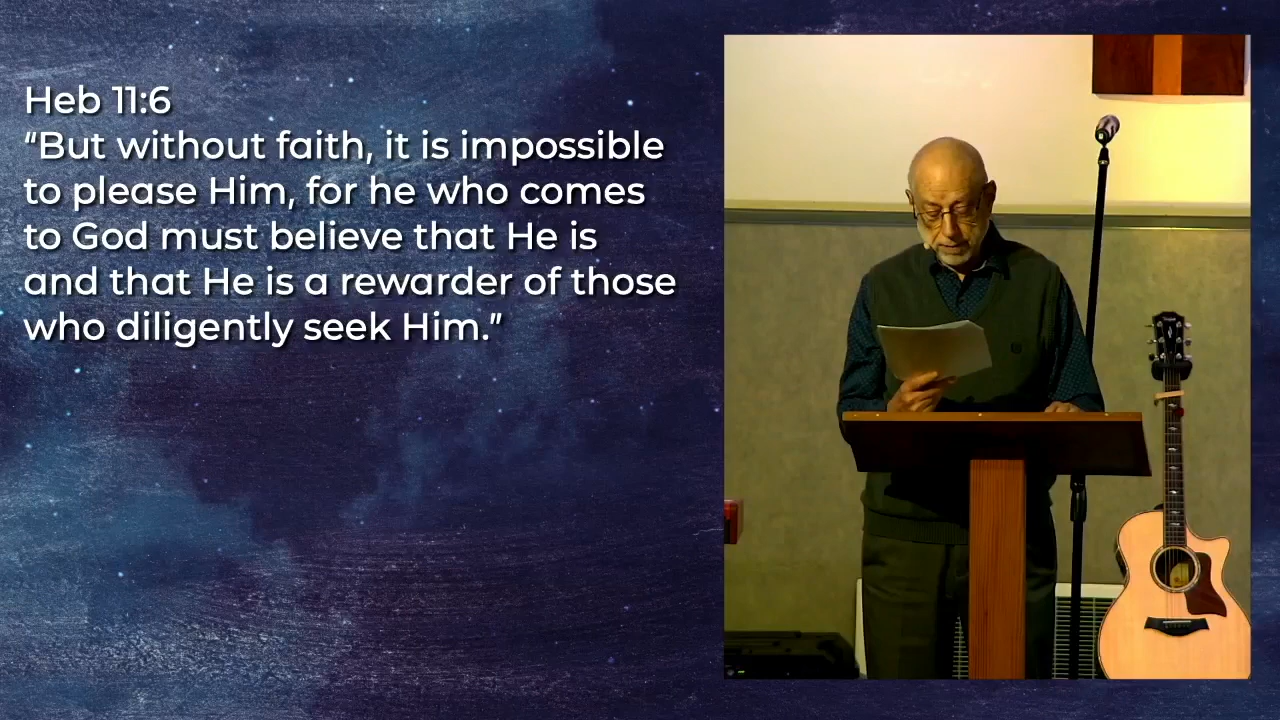 Heb 11:6
“But without faith, it is impossible
to please Him, for he who comes
to God must believe that He is
and that He is a rewarder of those
who diligently seek Him.”